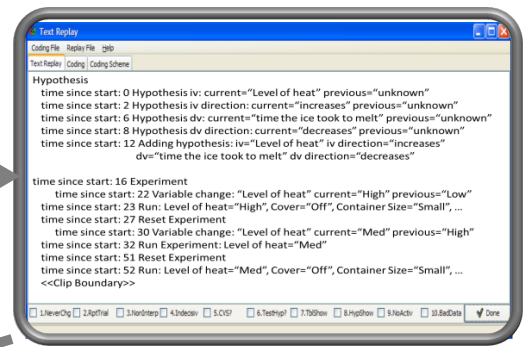 Text Replay
Coding File Replay File Help
Text Replay Coding Coding Scheme
Hypothesis
time since start: 0 Hypothesis iv: current="Level of heat" previous="unknown"
time since start: 2 Hypothesis iv direction: current="increases" previous="unknown"
time since start: 6 Hypothesis dv: current="time the ice took to melt" previous="unknown"
time since start: 8 Hypothesis dv direction: current="decreases" previous="unknown"
time since start: 12 Adding hypothesis: iv="Level of heat" iv direction="increases"
dv="time the ice took to melt" dv direction="decreases"
time since start: 16 Experiment
time since start: 22 Variable change: "Level of heat" current="High" previous="Low"
time since start: 23 Run: Level of heat="High", Cover="Off", Container Size="Small", ...
time since start: 27 Reset Experiment
time since start: 30 Variable change: "Level of heat" current="Med" previous="High"
time since start: 32 Run Experiment: Level of heat="Med"
time since start: 51 Reset Experiment
time since start: 52 Run: Level of heat="Med", Cover="Off", Container Size="Small", ...
<<Clip Boundary>>
1.NeverChg 2.RptTrial 3.NonInterp 4.Indecisv 5.CVS? 6.TestHyp? 7.TblShow 8.HypShow 9.NoActiv 10.BadData Done